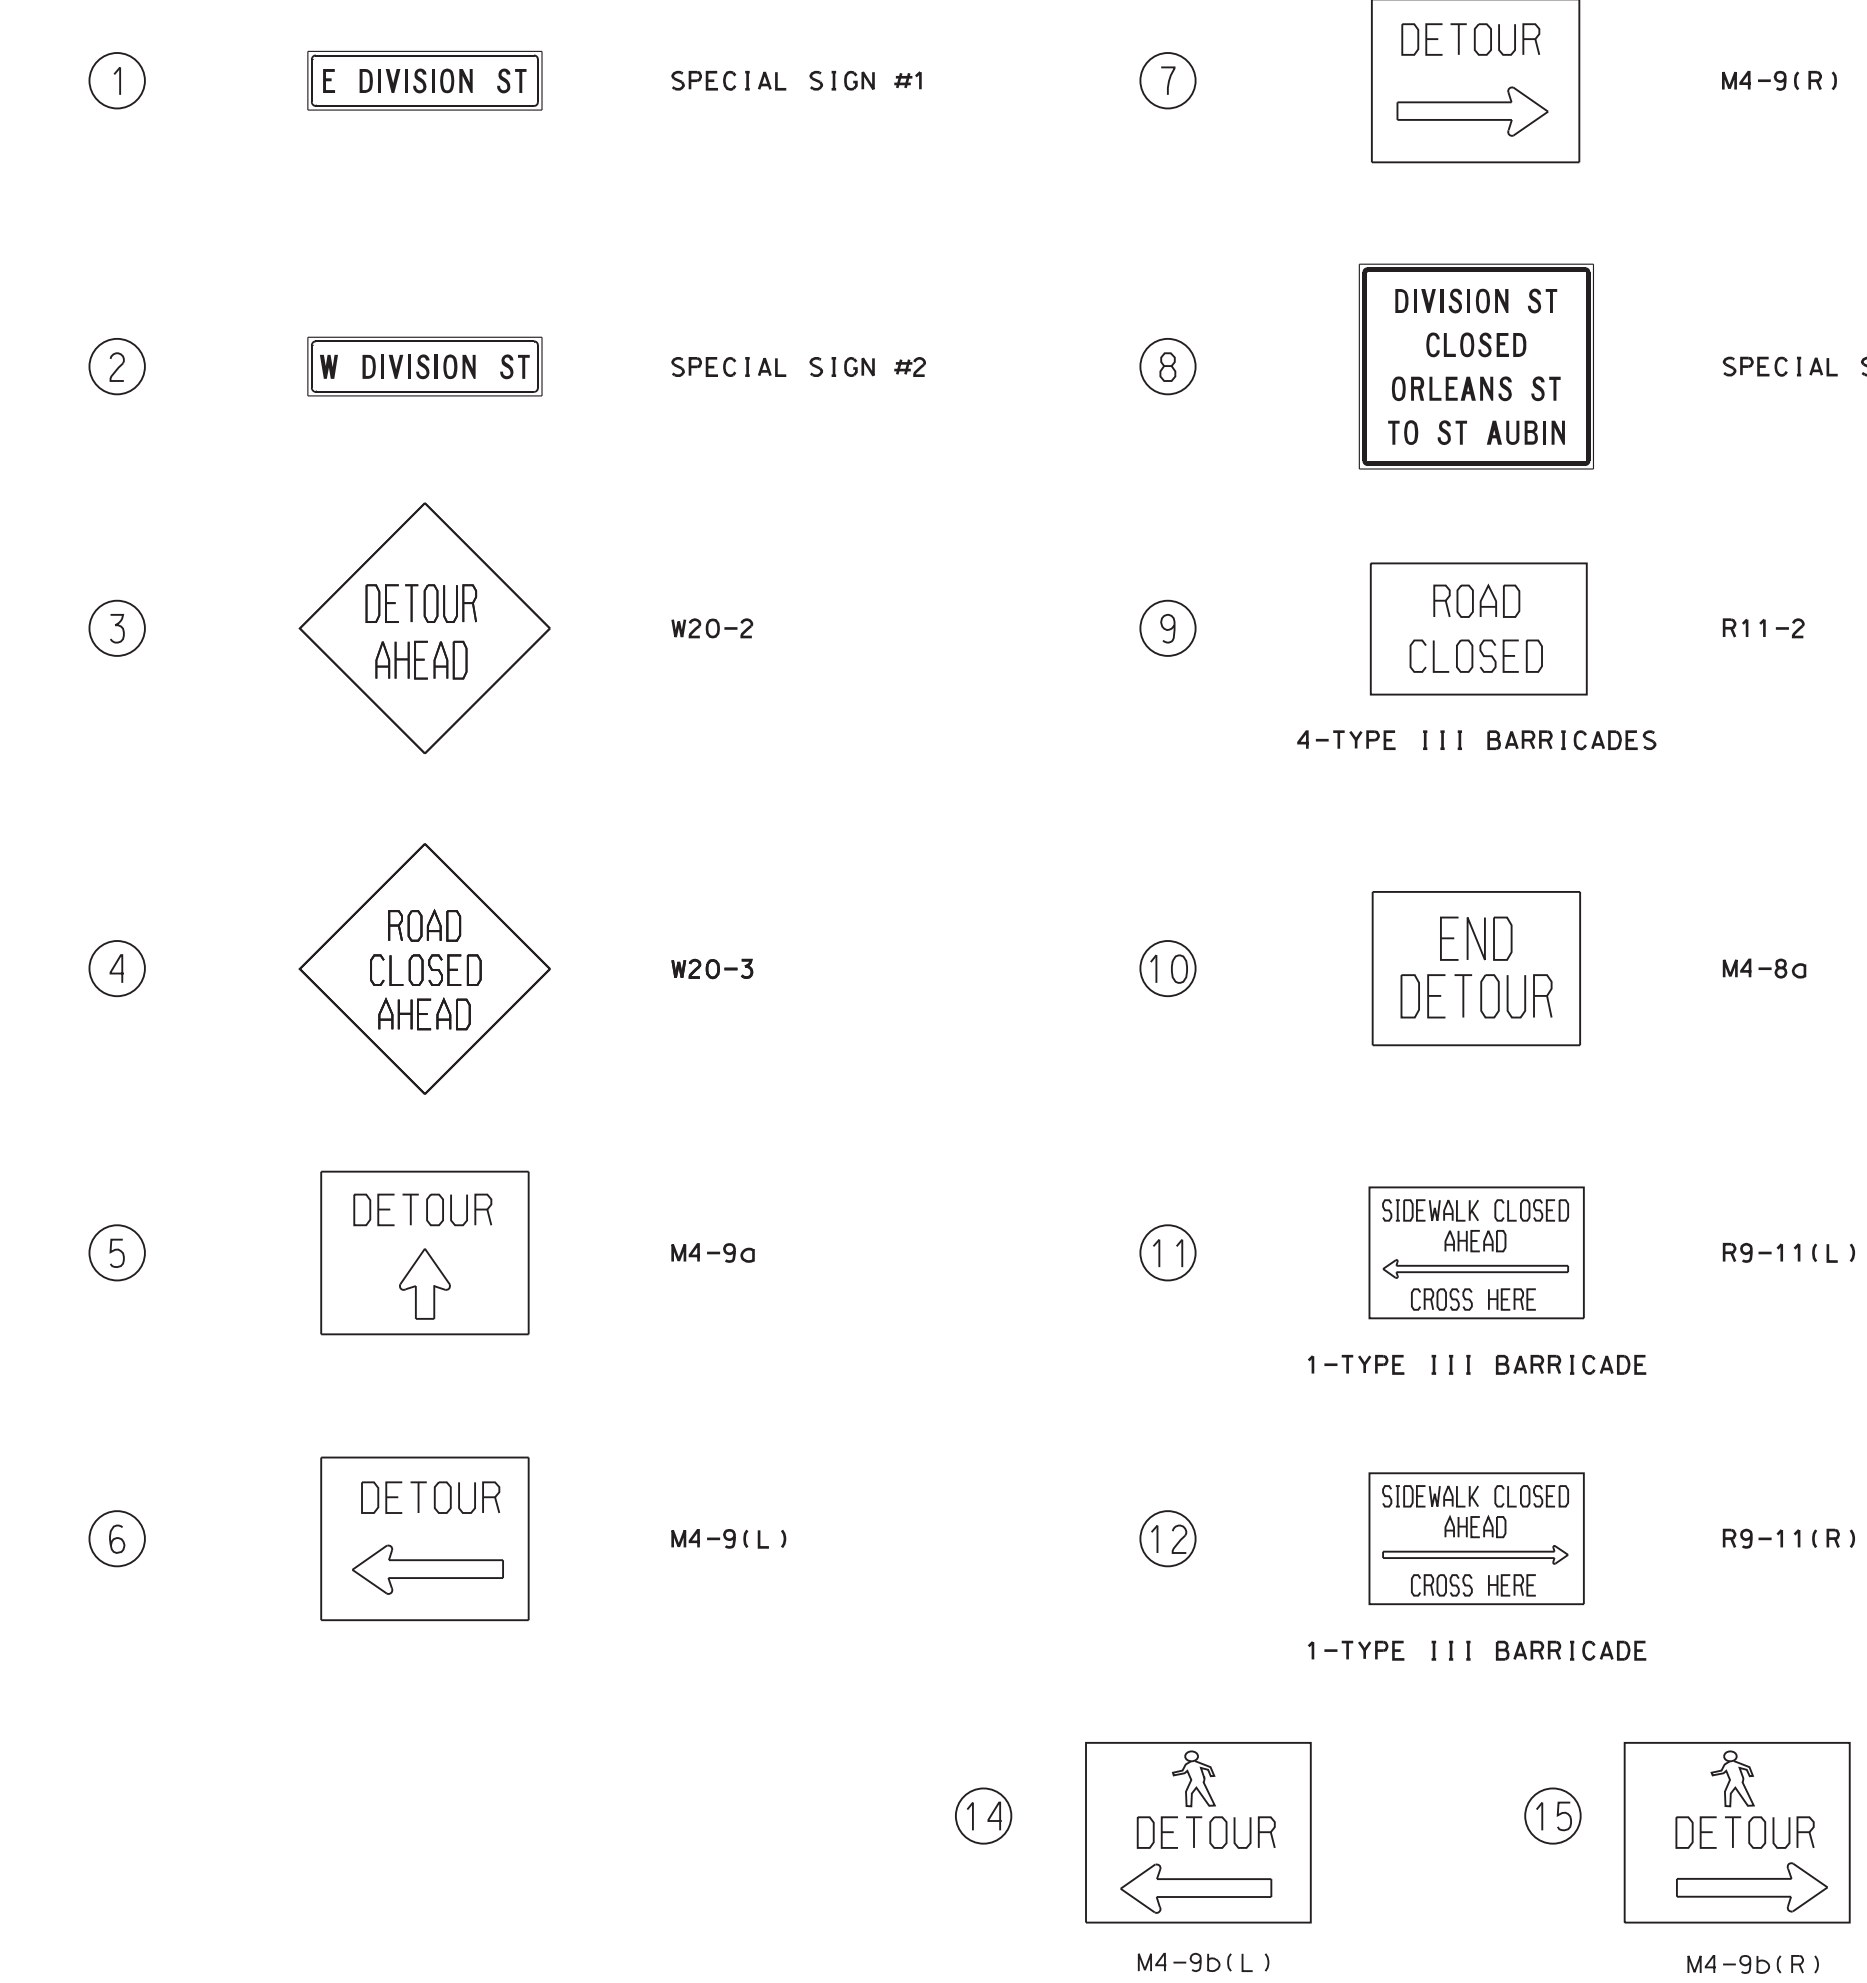 1
E DIVISION ST
SPECIAL SIGN #1
2
W DIVISION ST
SPECIAL SIGN #2
3
DETOUR
AHEAD
W20-2
4
ROAD
CLOSED
AHEAD
W20-3
5
DETOUR
M4-9a
6
DETOUR
M4-9(L)
7
DETOUR
M4-9(R)
8
DIVISION ST
CLOSED
ORLEANS ST
TO ST AUBIN
SPECIAL
9
ROAD
CLOSED
R11-2
4-TYPE III BARRICADES
10
END
DETOUR
M4-8a
11
SIDEWALK CLOSED
AHEAD
CROSS HERE
R9-11(L)
1-TYPE III BARRICADE
12
SIDEWALK CLOSED
AHEAD
CROSS HERE
R9-11(R)
1-TYPE III BARRICADE
14
DETOUR
M4-9b(L)
15
DETOUR
M4-9b(R)